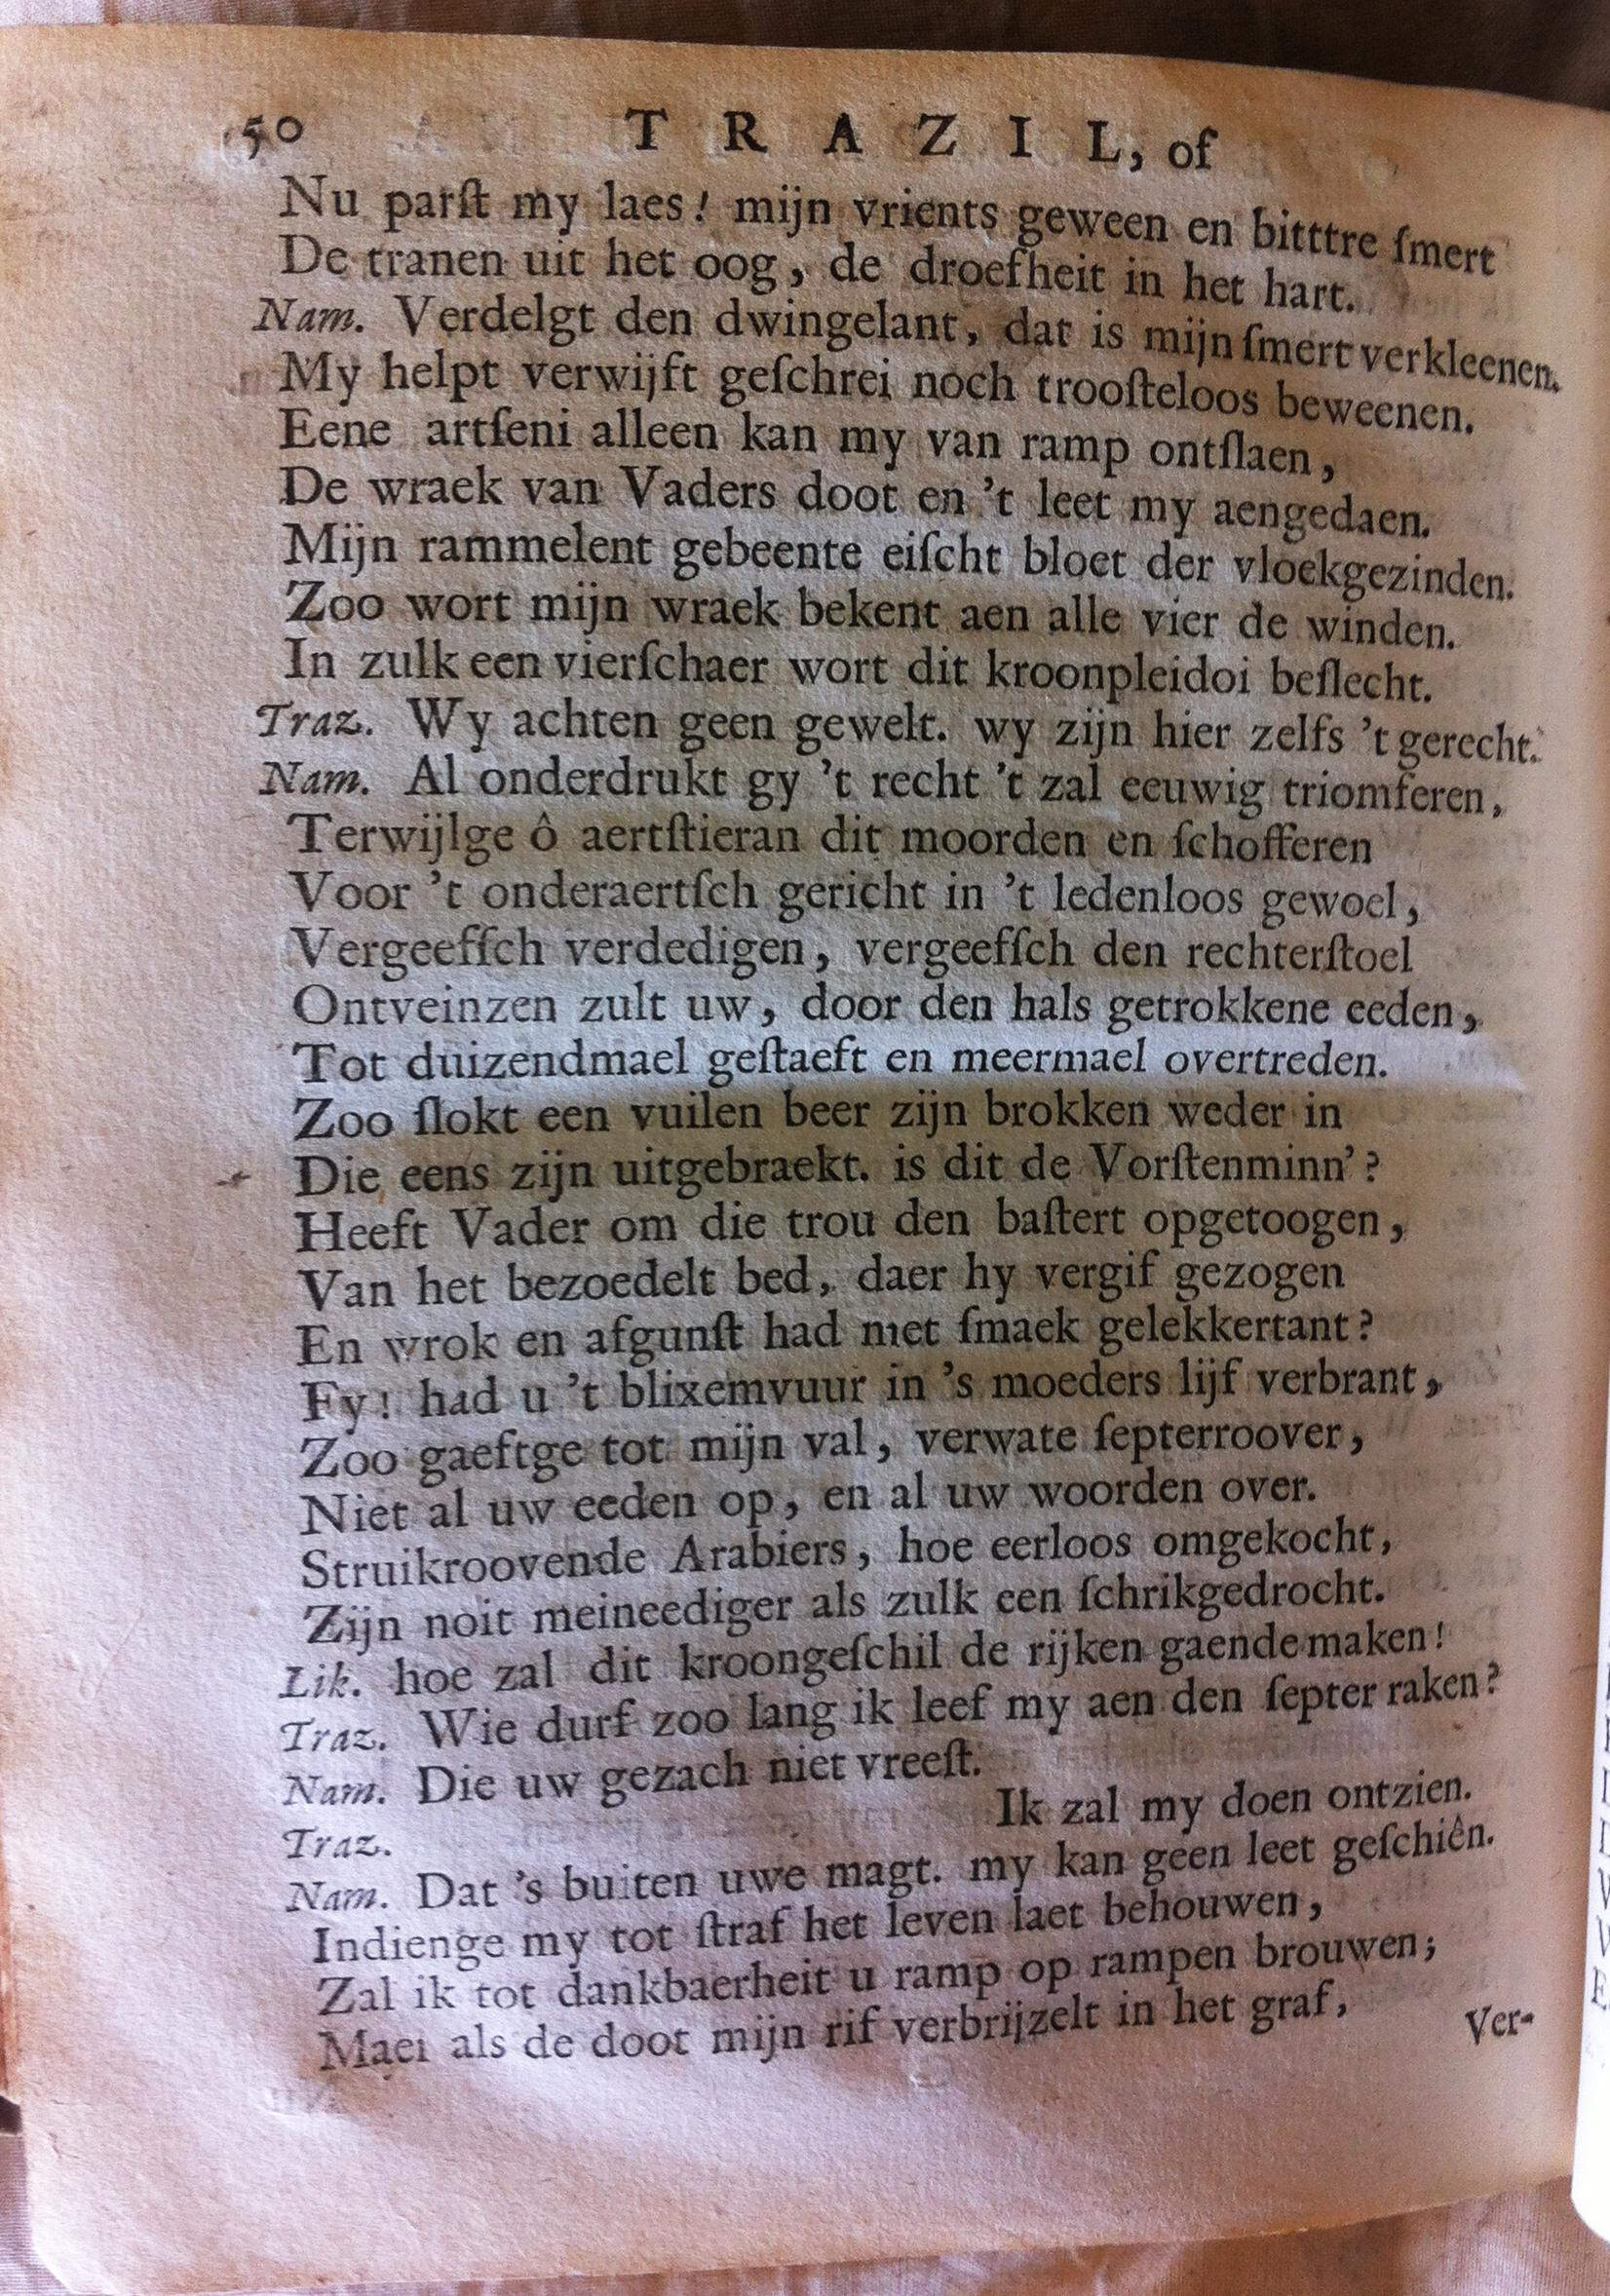 50 TRAZIL, of
Nu parſt my laes! mijn vrients geween en bitttre ſmert
De tranen uit het oog, de droefheit in het hart.
Nam. Verdelgt den dwingelant, dat is mijn ſmert verkleenen.
My helpt verwijft geſchrei noch trooſteloos beweenen.
Eene artſeni alleen kan my van ramp ontſlaen,
De wraek van Vaders doot en 't leet my aengedaen.
Mijn rammelent gebeente eiſcht bloet der vloekgezinden.
Zoo wort mijn wraek bekent aen alle vier de winden.
In zulk een vierſchaer wort dit kroonpleidoi beſlecht.
Traz. Wy achten geen gewelt. wy zijn hier zelfs 't gerecht.
Nam. Al onderdrukt gy 't recht 't zal eeuwig triomferen,
Terwijlge ô aertſtieran dit moorden en ſchofferen
Voor 't onderaertſch gericht in 't ledenloos gewoel,
Vergeefſch verdedigen, vergeefſch den rechterſtoel
Ontveinzen zult uw, door den hals getrokkene eeden,
Tot duizendmael geſtaeft en meermael overtreden.
Zoo ſlokt een vuilen beer zijn brokken weder in
Die eens zijn uitgebraekt. is dit de Vorſtenminn'?
Heeft Vader om die trou den baſtert opgetoogen,
Van het bezoedelt bed, daer hy vergif gezogen
En wrok en afgunſt had met ſmaek gelekkertant?
Fy! had u 't blixemvuur in 's moeders lijf verbrant,
Zoo gaeftge tot mijn val, verwate ſepterroover,
Niet al uw eeden op, en al uw woorden over.
Struikroovende Arabiers, hoe eerloos omgekocht,
Zijn noit meineediger als zulk een ſchrikgedrocht.
Lik. hoe zal dit kroongeſchil de rijken gaende maken!
Traz. Wie durf zoo lang ik leef my aen den ſepter raken?
Nam. Die uw gezach niet vreeſt.
Traz. Ik zal my doen ontzien.
Nam. Dat 's buiten uwe magt. my kan geen leet geſchiên.
Indienge my tot ſtraf het leven laet behouwen,
Zal ik tot dankbaerheit u ramp op rampen brouwen;
Maer als de doot mijn rif verbrijzelt in het graf,
Ver-